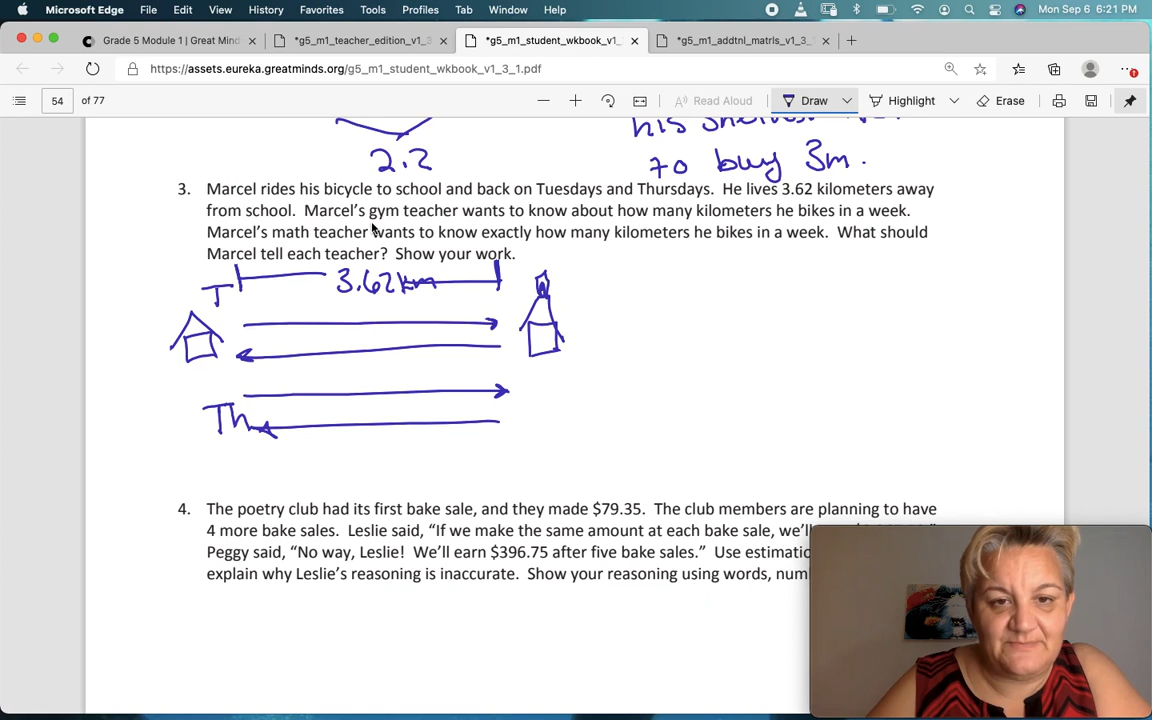 Microsoft Edge File Edit View History Favorites Tools Profiles Tab Window Help Mon Sep 6 6:21 PM
Grade 5 Module 1 | Great Mind *g5_m1_teacher_edition_v1_3 *g5_m1_student_wkbook_v1_ *g5_m1_addtnl_matrls_v1_3_
https://assets.eureka.greatminds.org/g5_m1_student_wkbook_v1_3_1.pdf
54 of 77 Read Aloud Draw Highlight Erase
his
2.2 to buy 3m.
3. Marcel rides his bicycle to school and back on Tuesdays and Thursdays. He lives 3.62 kilometers away
from school. Marcel's gym teacher wants to know about how many kilometers he bikes in a week.
Marcel's math teacher wants to know exactly how many kilometers he bikes in a week. What should
Marcel tell each teacher? Show your work.
T 3.62km
Th
4. The poetry club had its first bake sale, and they made $79.35. The club members are planning to have
4 more bake sales. Leslie said, "If we make the same amount at each bake sale, we'll
Peggy said, "No way, Leslie! We'll earn $396.75 after five bake sales." Use estimatio
explain why Leslie's reasoning is inaccurate. Show your reasoning using words, num